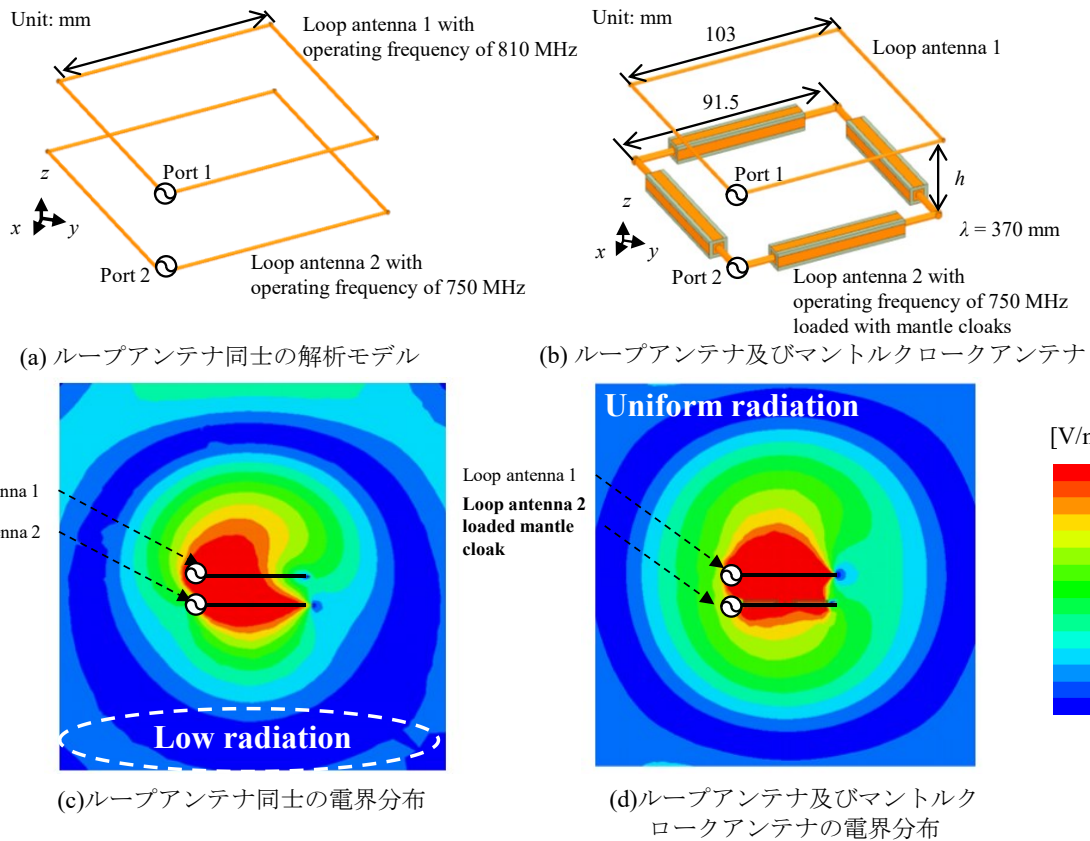 Unit: mm
Loop antenna 1 with
operating frequency of 810 MHz
Port 1
z
x
y
Port 2
Loop antenna 2 with
operating frequency of 750 MHz
(a) ループアンテナ同士の解析モデル
Unit: mm
103
Loop antenna 1
91.5
Port 1
h
z
x
y
λ = 370 mm
Port 2
Loop antenna 2 with
operating frequency of 750 MHz
loaded with mantle cloaks
(b) ループアンテナ及びマントルクロークアンテナ
nna 1
nna 2
Low radiation
(c)ループアンテナ同士の電界分布
Uniform radiation
Loop antenna 1
Loop antenna 2
loaded mantle
cloak
[V/m
(d)ループアンテナ及びマントルク
ロークアンテナの電界分布